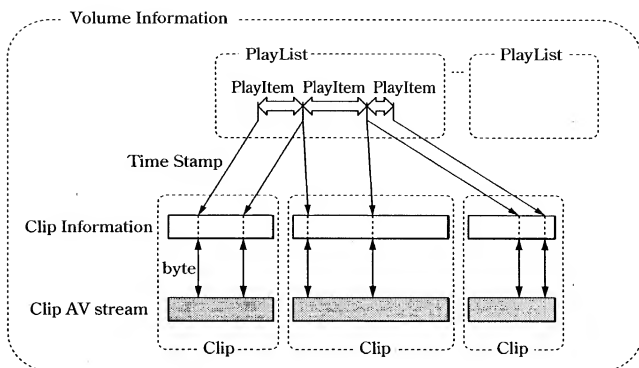 Volume Information
PlayList PlayList
...
PlayItem PlayItem PlayItem
Time Stamp
Clip Information
byte
Clip AV stream
Clip Clip Clip